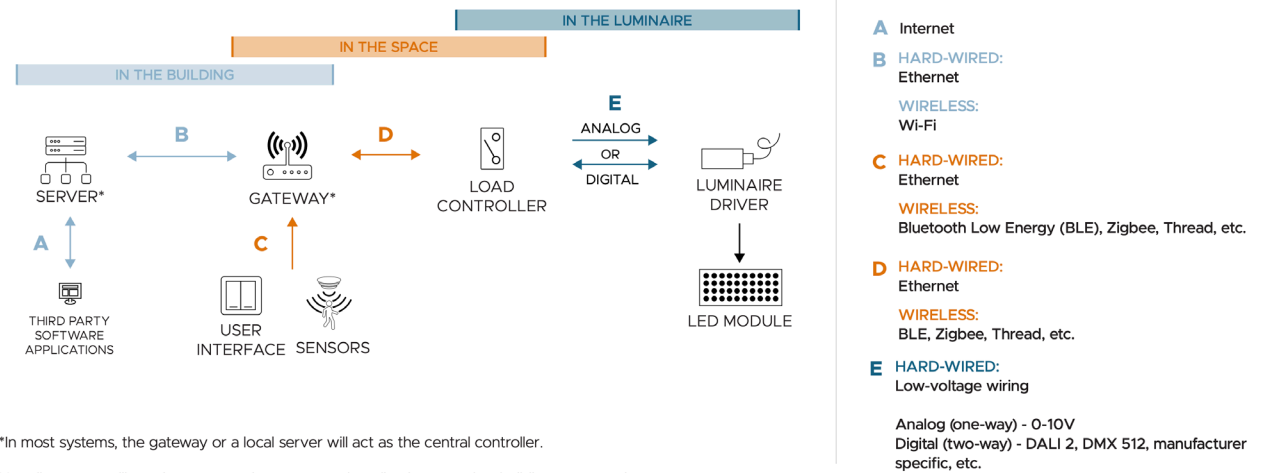 IN THE LUMINAIRE
IN THE SPACE
IN THE BUILDING
B
D
E
ANALOG
OR
DIGITAL
SERVER*
GATEWAY*
LOAD
CONTROLLER
LUMINAIRE
DRIVER
A
C
THIRD PARTY
SOFTWARE
APPLICATIONS
USER
INTERFACE
SENSORS
LED MODULE
*In most systems, the gateway or a local server will act as the central controller.
A Internet
B HARD-WIRED:
Ethernet
WIRELESS:
Wi-Fi
C HARD-WIRED:
Ethernet
WIRELESS:
Bluetooth Low Energy (BLE), Zigbee, Thread, etc.
D HARD-WIRED:
Ethernet
WIRELESS:
BLE, Zigbee, Thread, etc.
E HARD-WIRED:
Low-voltage wiring
Analog (one-way) - 0-10V
Digital (two-way) - DALI 2, DMX 512, manufacturer
specific, etc.